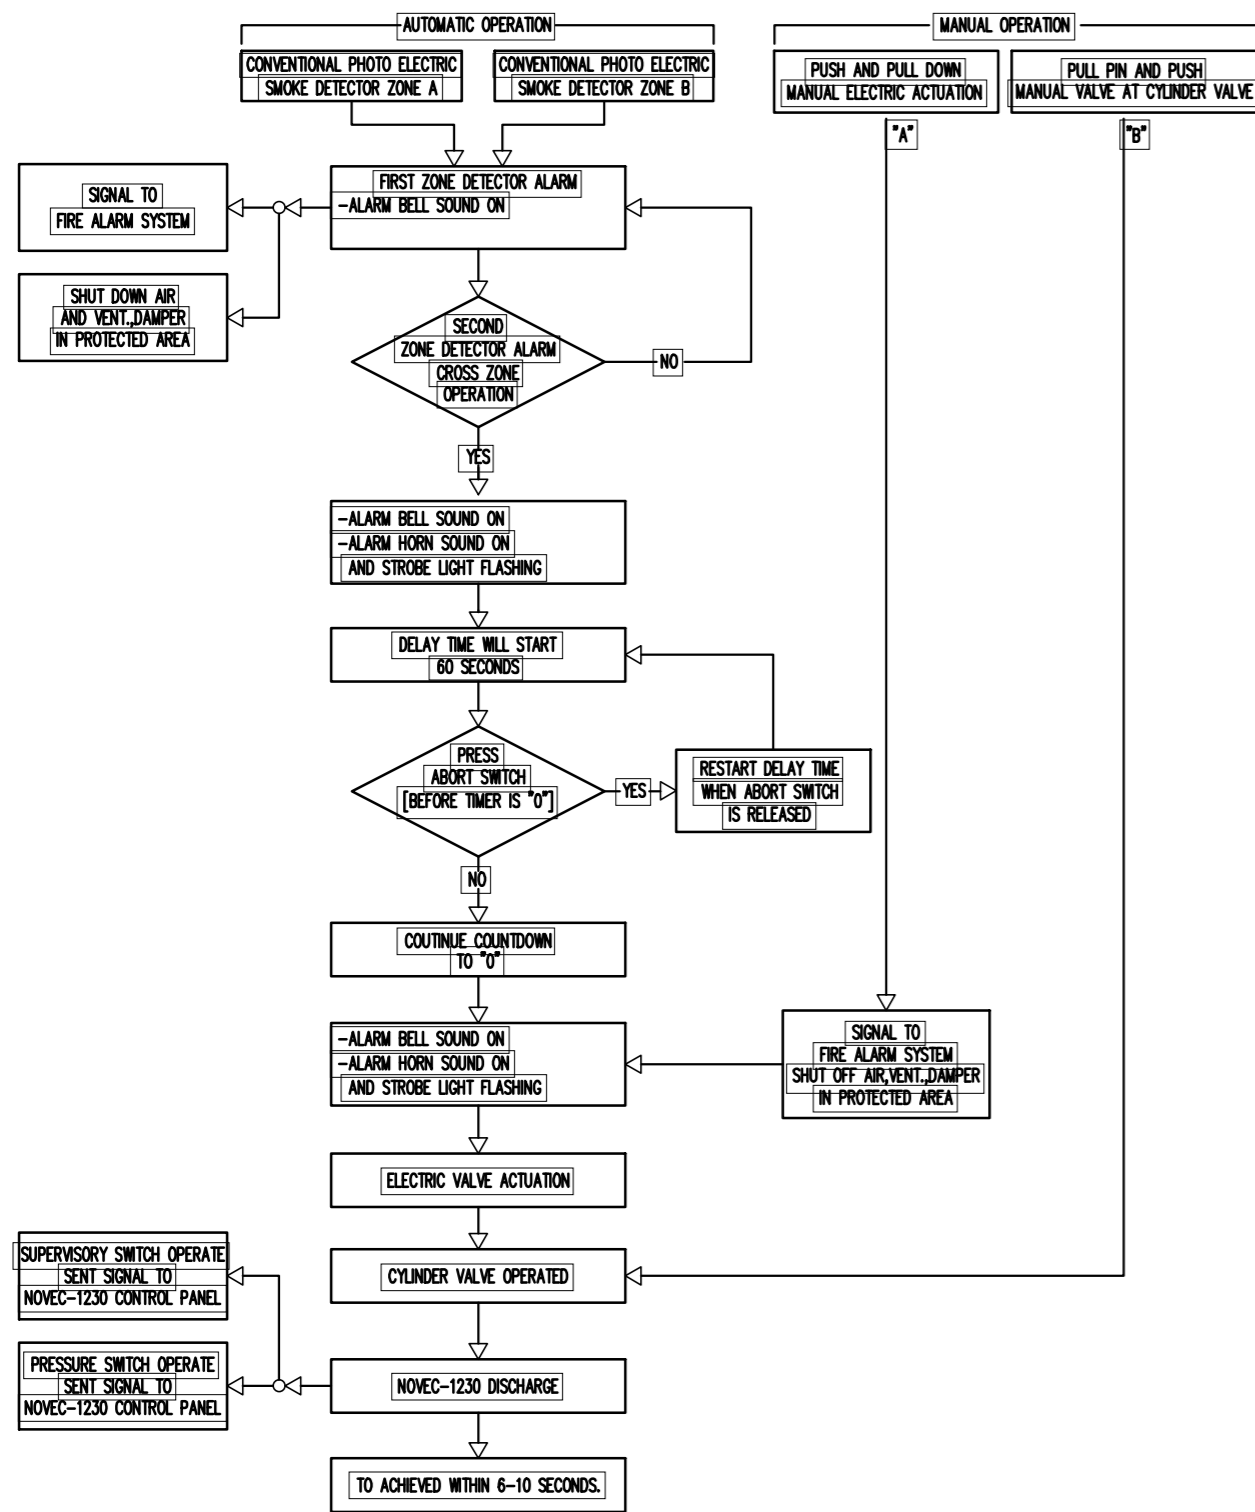 AUTOMATIC OPERATION
MANUAL OPERATION
CONVENTIONAL PHOTO ELECTRIC
SMOKE DETECTOR ZONE A
CONVENTIONAL PHOTO ELECTRIC
SMOKE DETECTOR ZONE B
PUSH AND PULL DOWN
MANUAL ELECTRIC ACTUATION
PULL PIN AND PUSH
MANUAL VALVE AT CYLINDER VALVE
"A"
"B"
FIRST ZONE DETECTOR ALARM
-ALARM BELL SOUND ON
SIGNAL TO
FIRE ALARM SYSTEM
SHUT DOWN AIR
AND VENT.,DAMPER
IN PROTECTED AREA
SECOND
ZONE DETECTOR ALARM
CROSS ZONE
OPERATION
NO
YES
-ALARM BELL SOUND ON
-ALARM HORN SOUND ON
AND STROBE LIGHT FLASHING
DELAY TIME WILL START
60 SECONDS
PRESS
ABORT SWITCH
[BEFORE TIMER IS "0"]
YES
RESTART DELAY TIME
WHEN ABORT SWITCH
IS RELEASED
NO
COUTINUE COUNTDOWN
TO "0"
-ALARM BELL SOUND ON
-ALARM HORN SOUND ON
AND STROBE LIGHT FLASHING
SIGNAL TO
FIRE ALARM SYSTEM
SHUT OFF AIR,VENT.,DAMPER
IN PROTECTED AREA
ELECTRIC VALVE ACTUATION
SUPERVISORY SWITCH OPERATE
SENT SIGNAL TO
NOVEC-1230 CONTROL PANEL
CYLINDER VALVE OPERATED
PRESSURE SWITCH OPERATE
SENT SIGNAL TO
NOVEC-1230 CONTROL PANEL
NOVEC-1230 DISCHARGE
TO ACHIEVED WITHIN 6-10 SECONDS.